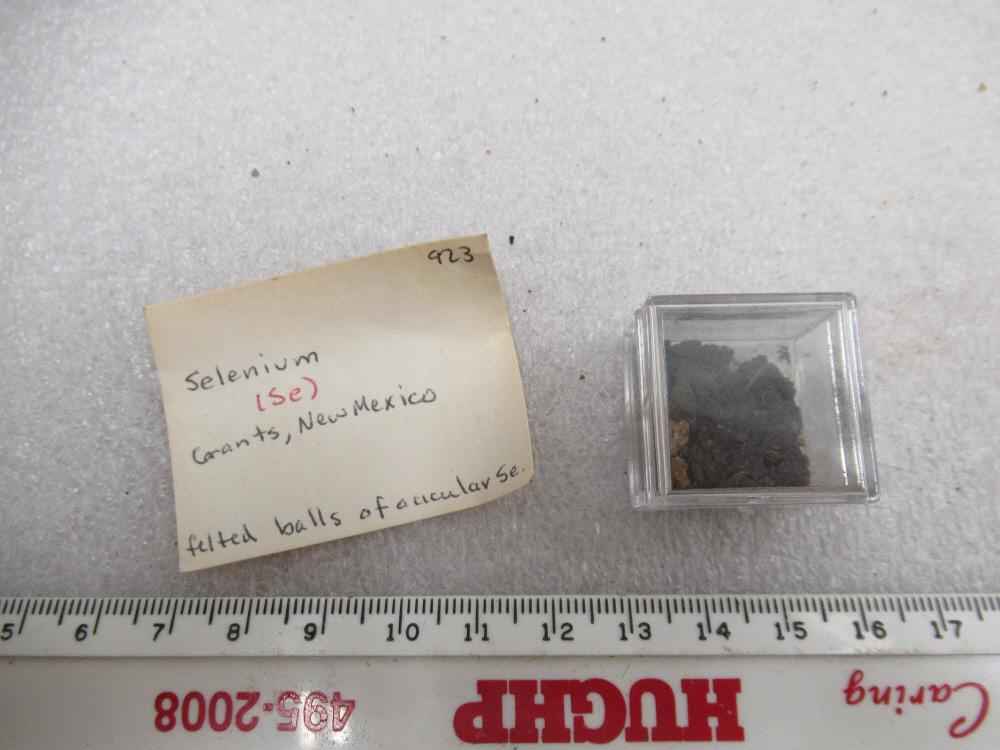 923
Selenium
(Se)
Grants, New Mexico
felted balls of acicular Se.
5 6 7 8 9 10 11 12 13 14 15 16 17
495-2008 HUGHP Caring